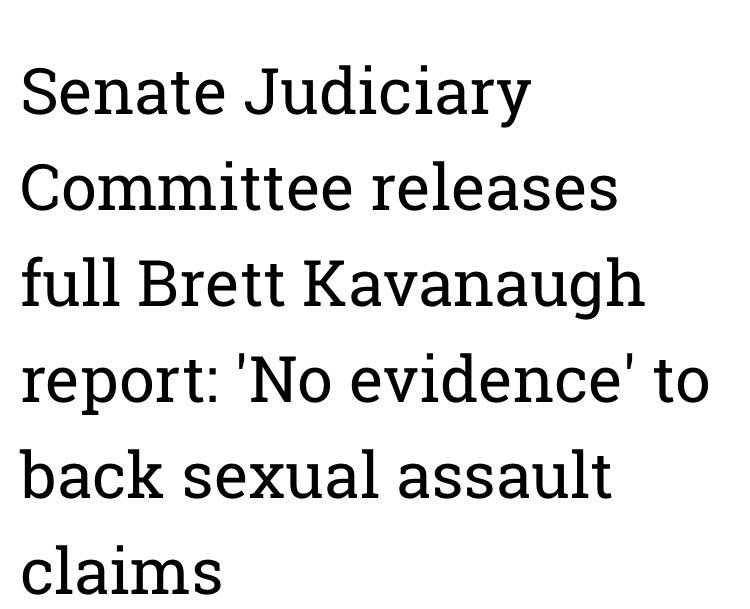 Senate Judiciary
Committee releases
full Brett Kavanaugh
report: 'No evidence' to
back sexual assault
claims